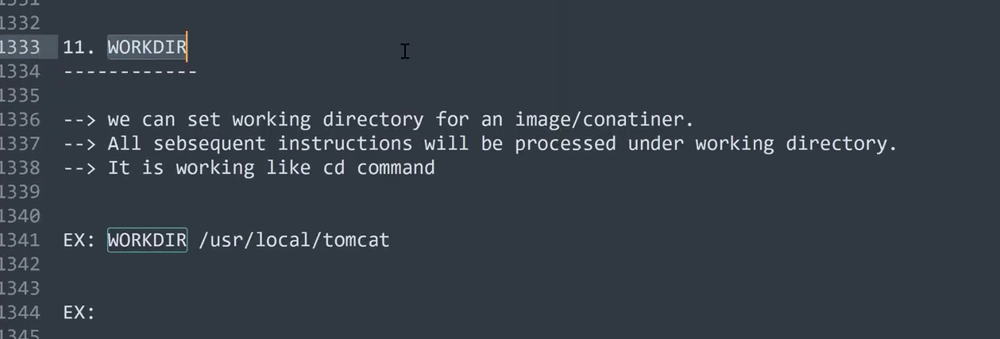 1332
1333 11. WORKDIR
1334 ------------
1335
1336 --> we can set working directory for an image/conatiner.
1337 --> All sebsequent instructions will be processed under working directory.
1338 --> It is working like cd command
1339
1340
1341 EX: WORKDIR /usr/local/tomcat
1342
1343
1344 EX:
1345